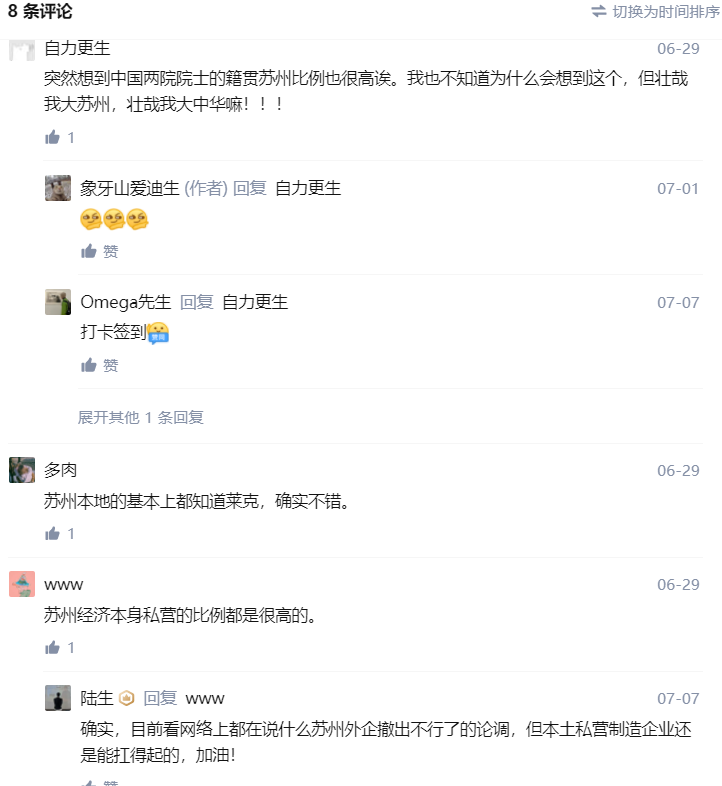 8 条评论
切换为时间排序
自力更生
06-29
突然想到中国两院院士的籍贯苏州比例也很高诶。我也不知道为什么会想到这个，但壮哉
我大苏州，壮哉我大中华嘛！！！
1
象牙山爱迪生 (作者) 回复 自力更生
07-01
赞
Omega先生 回复 自力更生
07-07
打卡签到
赞
展开其他 1 条回复
多肉
06-29
苏州本地的基本上都知道莱克，确实不错。
1
www
06-29
苏州经济本身私营的比例都是很高的。
1
陆生 回复 www
07-07
确实，目前看网络上都在说什么苏州外企撤出不行了的论调，但本土私营制造企业还
是能扛得起的，加油！
赞